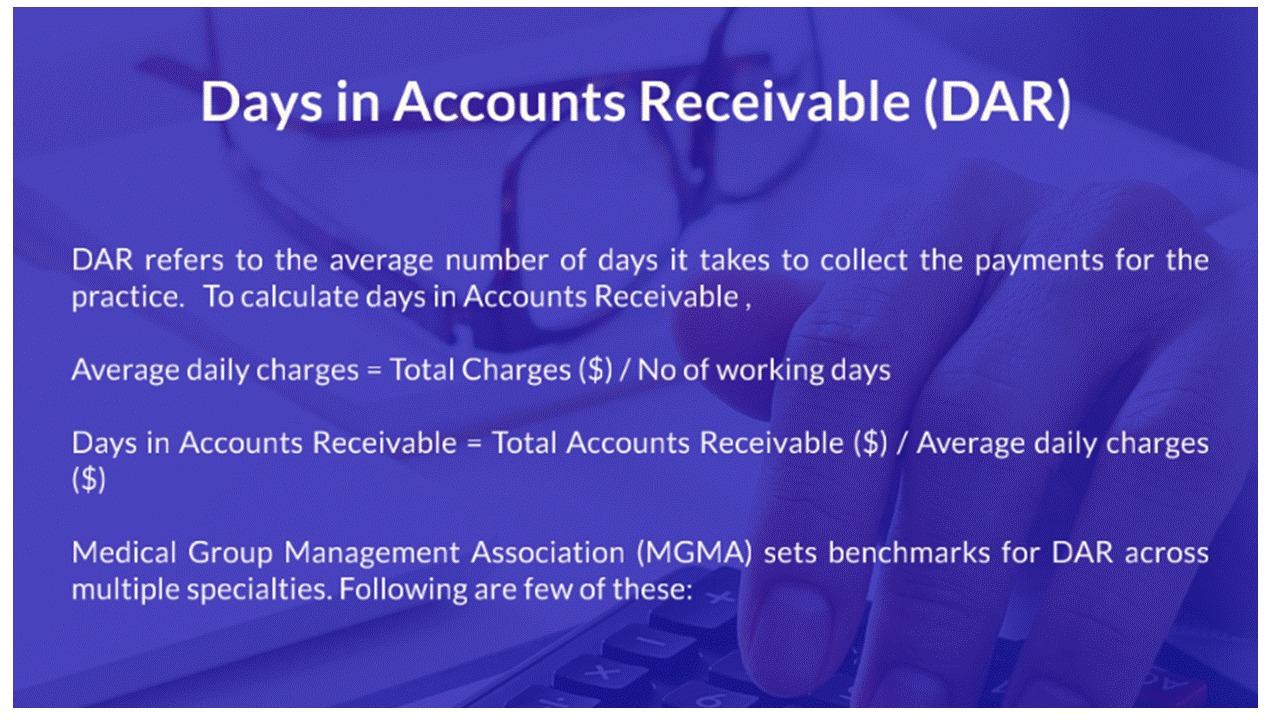 Days in Accounts Receivable (DAR)
DAR refers to the average number of days it takes to collect the payments for the
practice. To calculate days in Accounts Receivable ,
Average daily charges = Total Charges ($) / No of working days
Days in Accounts Receivable = Total Accounts Receivable ($) / Average daily charges
($)
Medical Group Management Association (MGMA) sets benchmarks for DAR across
multiple specialties. Following are few of these: